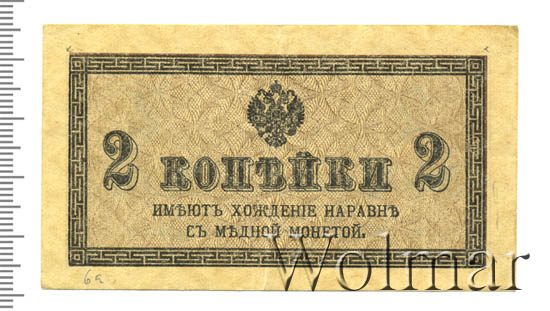 2 КОПѢЙКИ 2
ИМѢЮТЪ ХОЖДЕНІЕ НАРАВНѢ
СЪ МѢДНОЙ МОНЕТОЙ.
Wolmar